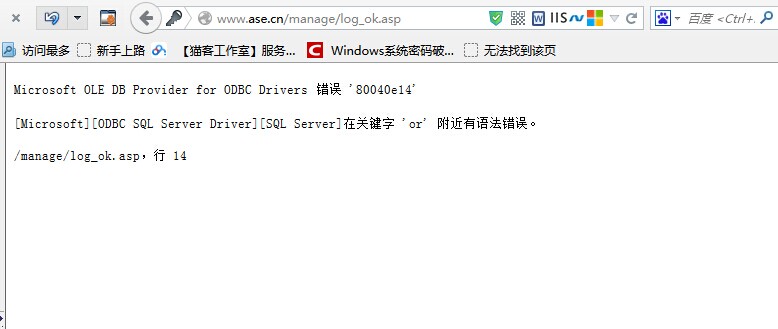 www.ase.cn/manage/log_ok.asp
IIS
百度 <Ctrl+.
访问最多 新手上路 【猫客工作室】服务... Windows系统密码破... 无法找到该页
Microsoft OLE DB Provider for ODBC Drivers 错误 '80040e14'
[Microsoft][ODBC SQL Server Driver][SQL Server]在关键字 'or' 附近有语法错误。
/manage/log_ok.asp，行 14